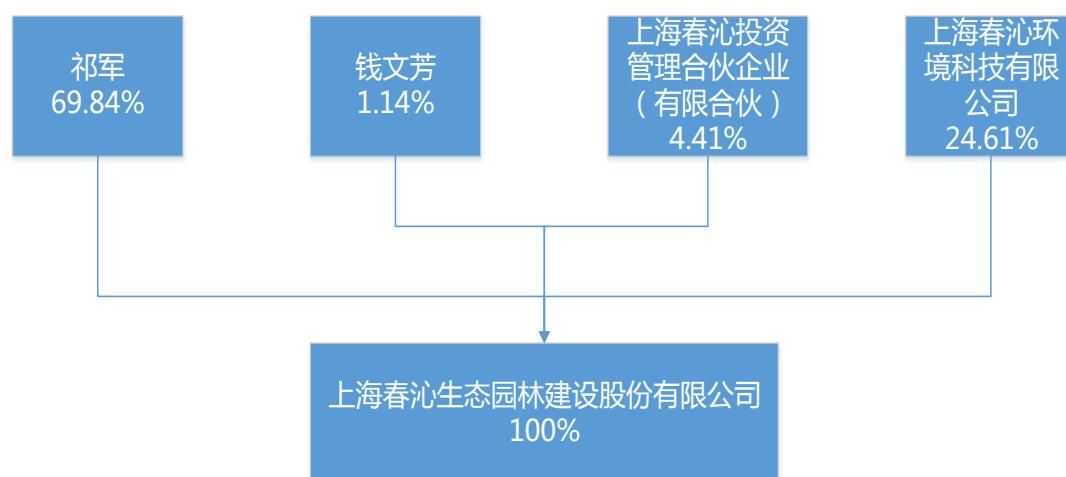 祁军
69.84%
钱文芳
1.14%
上海春沁投资
管理合伙企业
（有限合伙）
4.41%
上海春沁环
境科技有限
公司
24.61%
上海春沁生态园林建设股份有限公司
100%